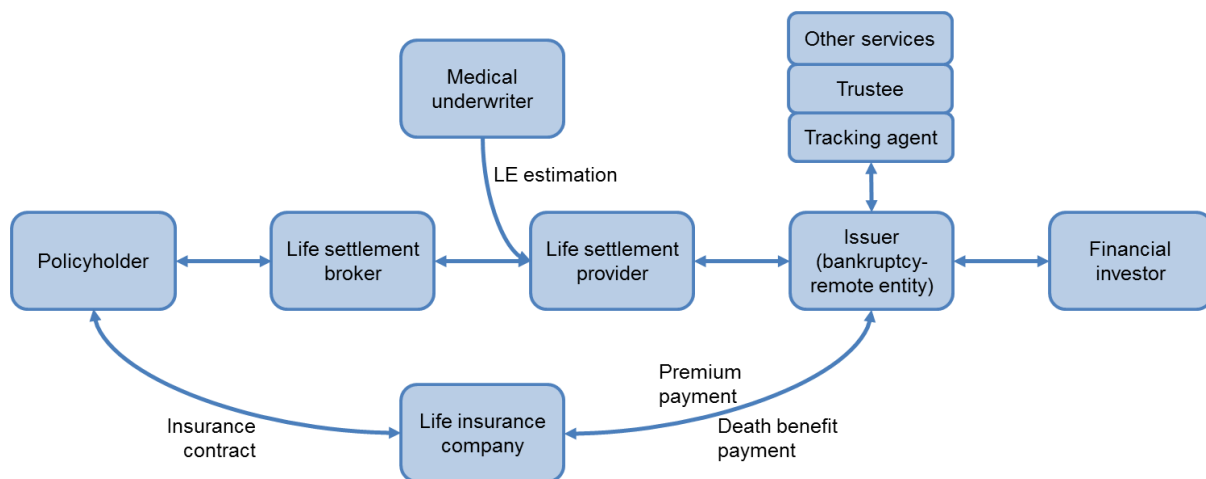 Other services
Trustee
Tracking agent
Medical
underwriter
LE estimation
Policyholder
Life settlement
broker
Life settlement
provider
Issuer
(bankruptcy-
remote entity)
Financial
investor
Insurance
contract
Life insurance
company
Premium
payment
Death benefit
payment